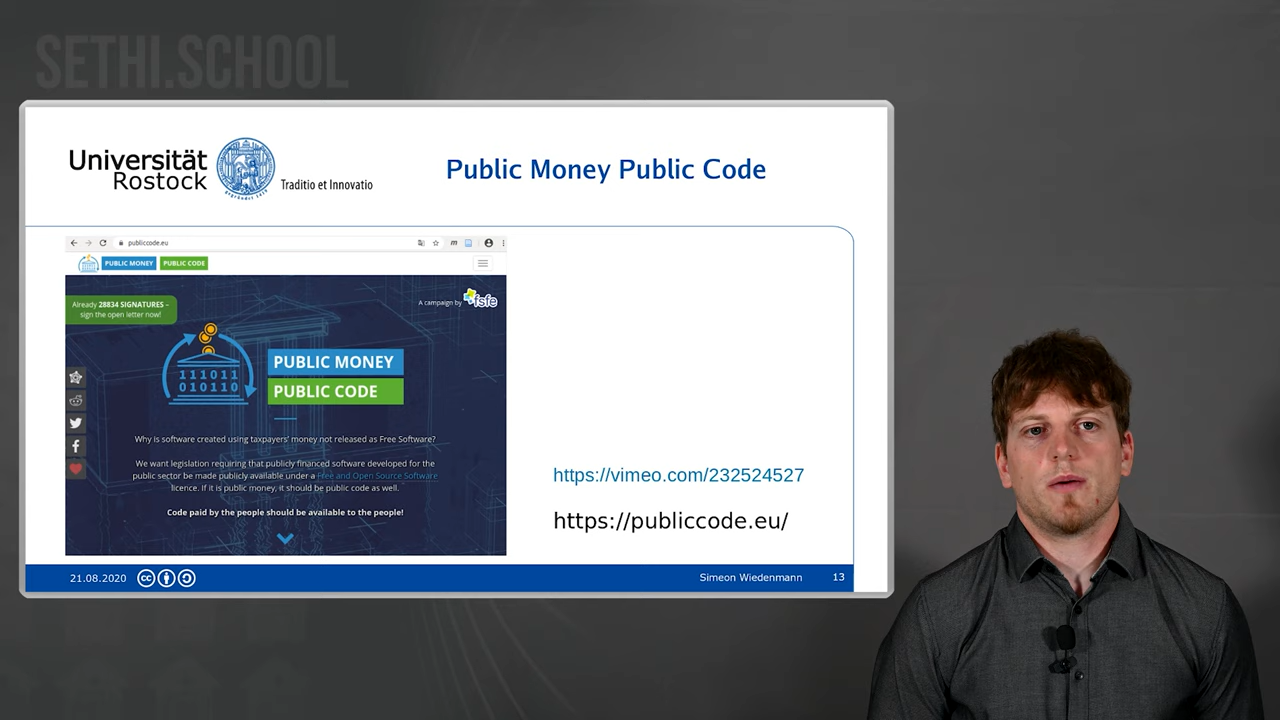 SETHI.SCHOOL
Universität
Rostock
Traditio et Innovatio
Public Money Public Code
publiccode.eu
PUBLIC MONEY PUBLIC CODE
Already 28834 SIGNATURES –
sign the open letter now!
A campaign by fsfe
111011
010110
PUBLIC MONEY
PUBLIC CODE
Why is software created using taxpayers' money not released as Free Software?
We want legislation requiring that publicly financed software developed for the
public sector be made publicly available under a Free and Open Source Software
licence. If it is public money, it should be public code as well.
Code paid by the people should be available to the people!
https://vimeo.com/232524527
https://publiccode.eu/
21.08.2020
cc
Simeon Wiedenmann
13